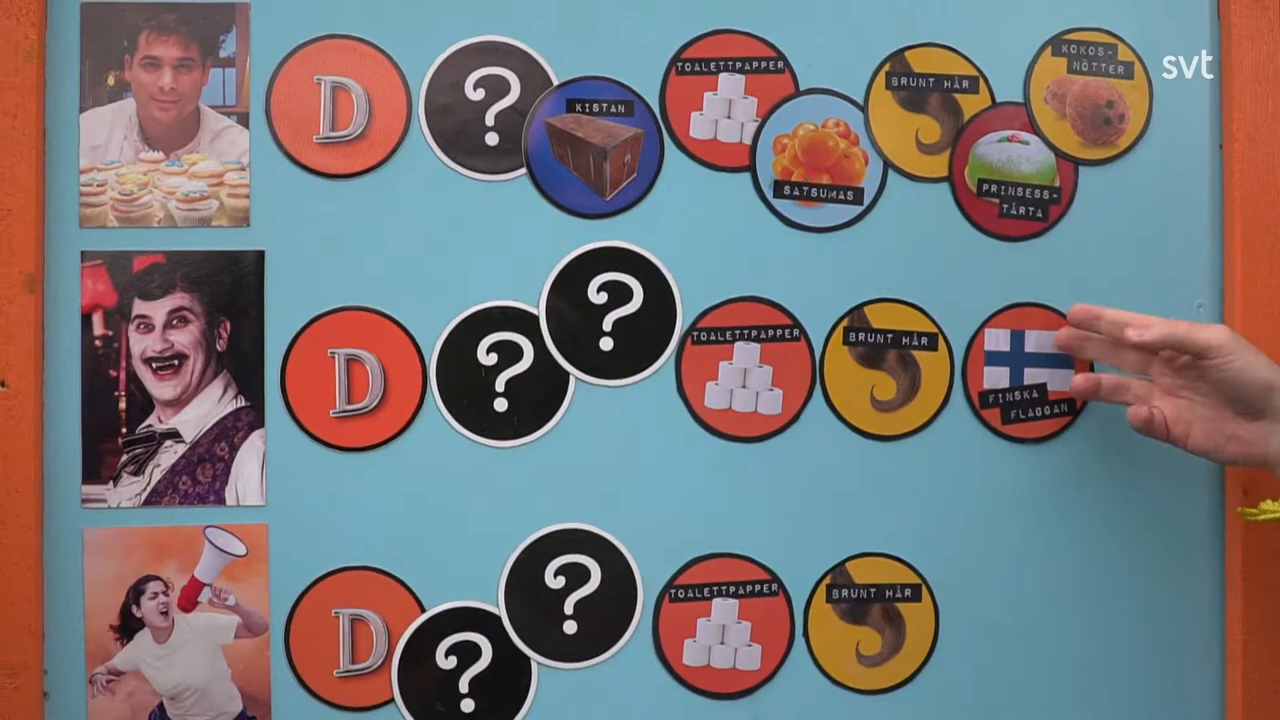 svt
D
?
KISTAN
TOALETTPAPPER
SATSUMAS
BRUNT HÅR
PRINSESS-
TÅRTA
KOKOS-
NÖTTER
D
?
?
TOALETTPAPPER
BRUNT HÅR
FINSKA
FLAGGAN
D
?
?
TOALETTPAPPER
BRUNT HÅR